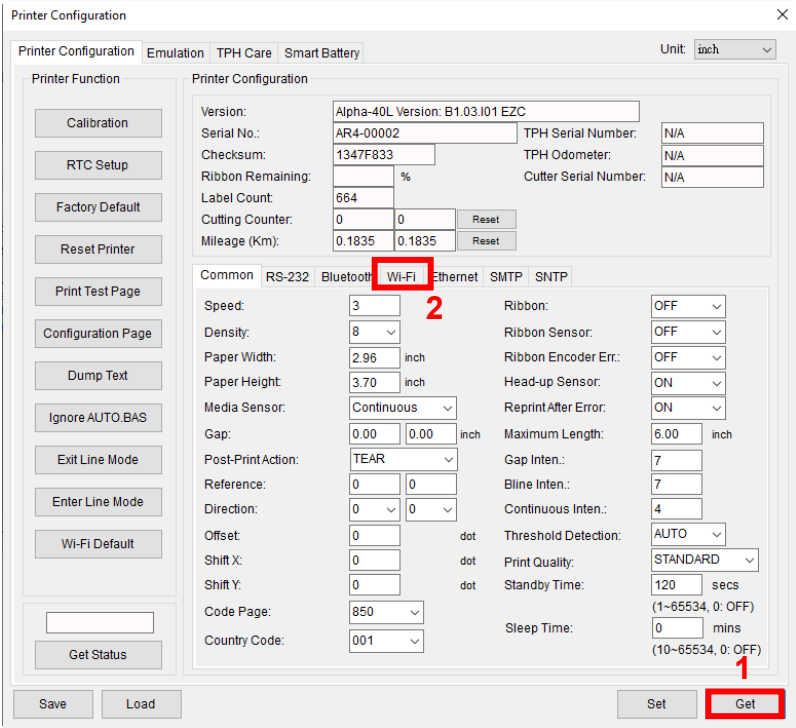 Printer Configuration
Printer Configuration Emulation TPH Care Smart Battery Unit: inch
Printer Function
Calibration
RTC Setup
Factory Default
Reset Printer
Print Test Page
Configuration Page
Dump Text
Ignore AUTO.BAS
Exit Line Mode
Enter Line Mode
Wi-Fi Default
Get Status
Printer Configuration
Version: Alpha-40L Version: B1.03.I01 EZC
Serial No.: AR4-00002 TPH Serial Number: N/A
Checksum: 1347F833 TPH Odometer: N/A
Ribbon Remaining: % Cutter Serial Number: N/A
Label Count: 664
Cutting Counter: 0 0 Reset
Mileage (Km): 0.1835 0.1835 Reset
Common RS-232 Bluetooth Wi-Fi Ethernet SMTP SNTP
2
Speed: 3 Ribbon: OFF
Density: 8 Ribbon Sensor: OFF
Paper Width: 2.96 inch Ribbon Encoder Err.: OFF
Paper Height: 3.70 inch Head-up Sensor: ON
Media Sensor: Continuous Reprint After Error: ON
Gap: 0.00 0.00 inch Maximum Length: 6.00 inch
Post-Print Action: TEAR Gap Inten.: 7
Reference: 0 0 Bline Inten.: 7
Direction: 0 0 Continuous Inten.: 4
Offset: 0 dot Threshold Detection: AUTO
Shift X: 0 dot Print Quality: STANDARD
Shift Y: 0 dot Standby Time: 120 secs
(1~65534, 0: OFF)
Code Page: 850
Sleep Time: 0 mins
Country Code: 001
(10~65534, 0: OFF)
1
Save Load Set Get